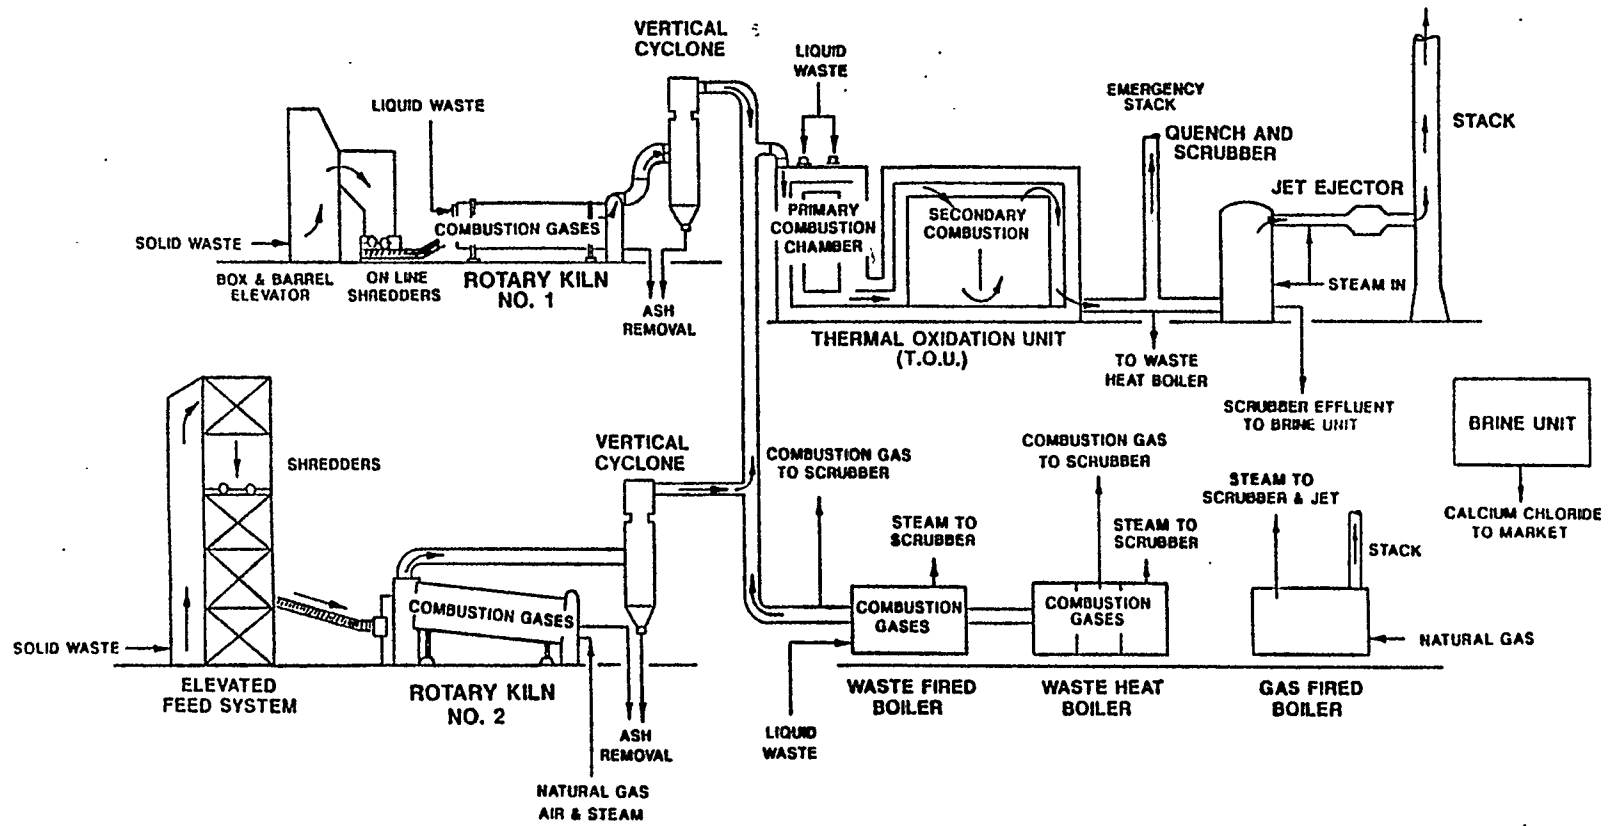 VERTICAL
CYCLONE
LIQUID
WASTE
LIQUID WASTE
EMERGENCY
STACK
QUENCH AND
SCRUBBER
STACK
JET EJECTOR
PRIMARY
COMBUSTION
CHAMBER
SECONDARY
COMBUSTION
COMBUSTION GASES
SOLID WASTE
BOX & BARREL
ELEVATOR
ON LINE
SHREDDERS
ROTARY KILN
NO. 1
ASH
REMOVAL
STEAM IN
THERMAL OXIDATION UNIT
(T.O.U.)
TO WASTE
HEAT BOILER
SCRUBBER EFFLUENT
TO BRINE UNIT
BRINE UNIT
CALCIUM CHLORIDE
TO MARKET
SHREDDERS
VERTICAL
CYCLONE
COMBUSTION GAS
TO SCRUBBER
COMBUSTION GAS
TO SCRUBBER
STEAM TO
SCRUBBER & JET
STEAM TO
SCRUBBER
STEAM TO
SCRUBBER
STACK
COMBUSTION GASES
COMBUSTION
GASES
COMBUSTION
GASES
NATURAL GAS
SOLID WASTE
ELEVATED
FEED SYSTEM
ROTARY KILN
NO. 2
WASTE FIRED
BOILER
WASTE HEAT
BOILER
GAS FIRED
BOILER
ASH
REMOVAL
LIQUID
WASTE
NATURAL GAS
AIR & STEAM